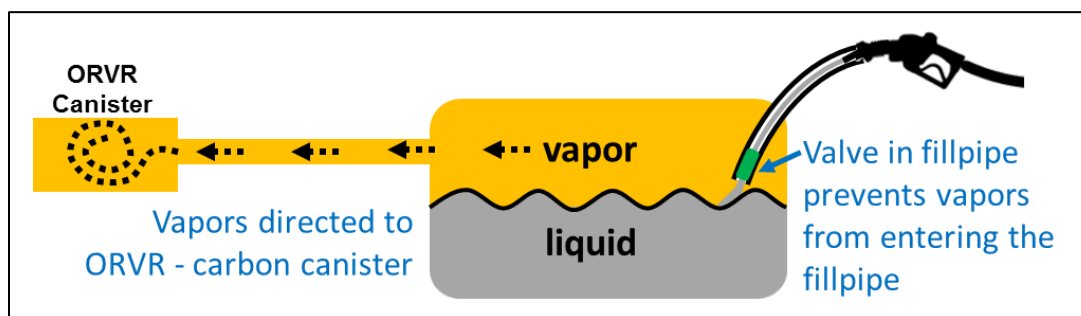 ORVR
Canister
vapor
Valve in fillpipe
prevents vapors
from entering the
fillpipe
Vapors directed to
ORVR - carbon canister
liquid